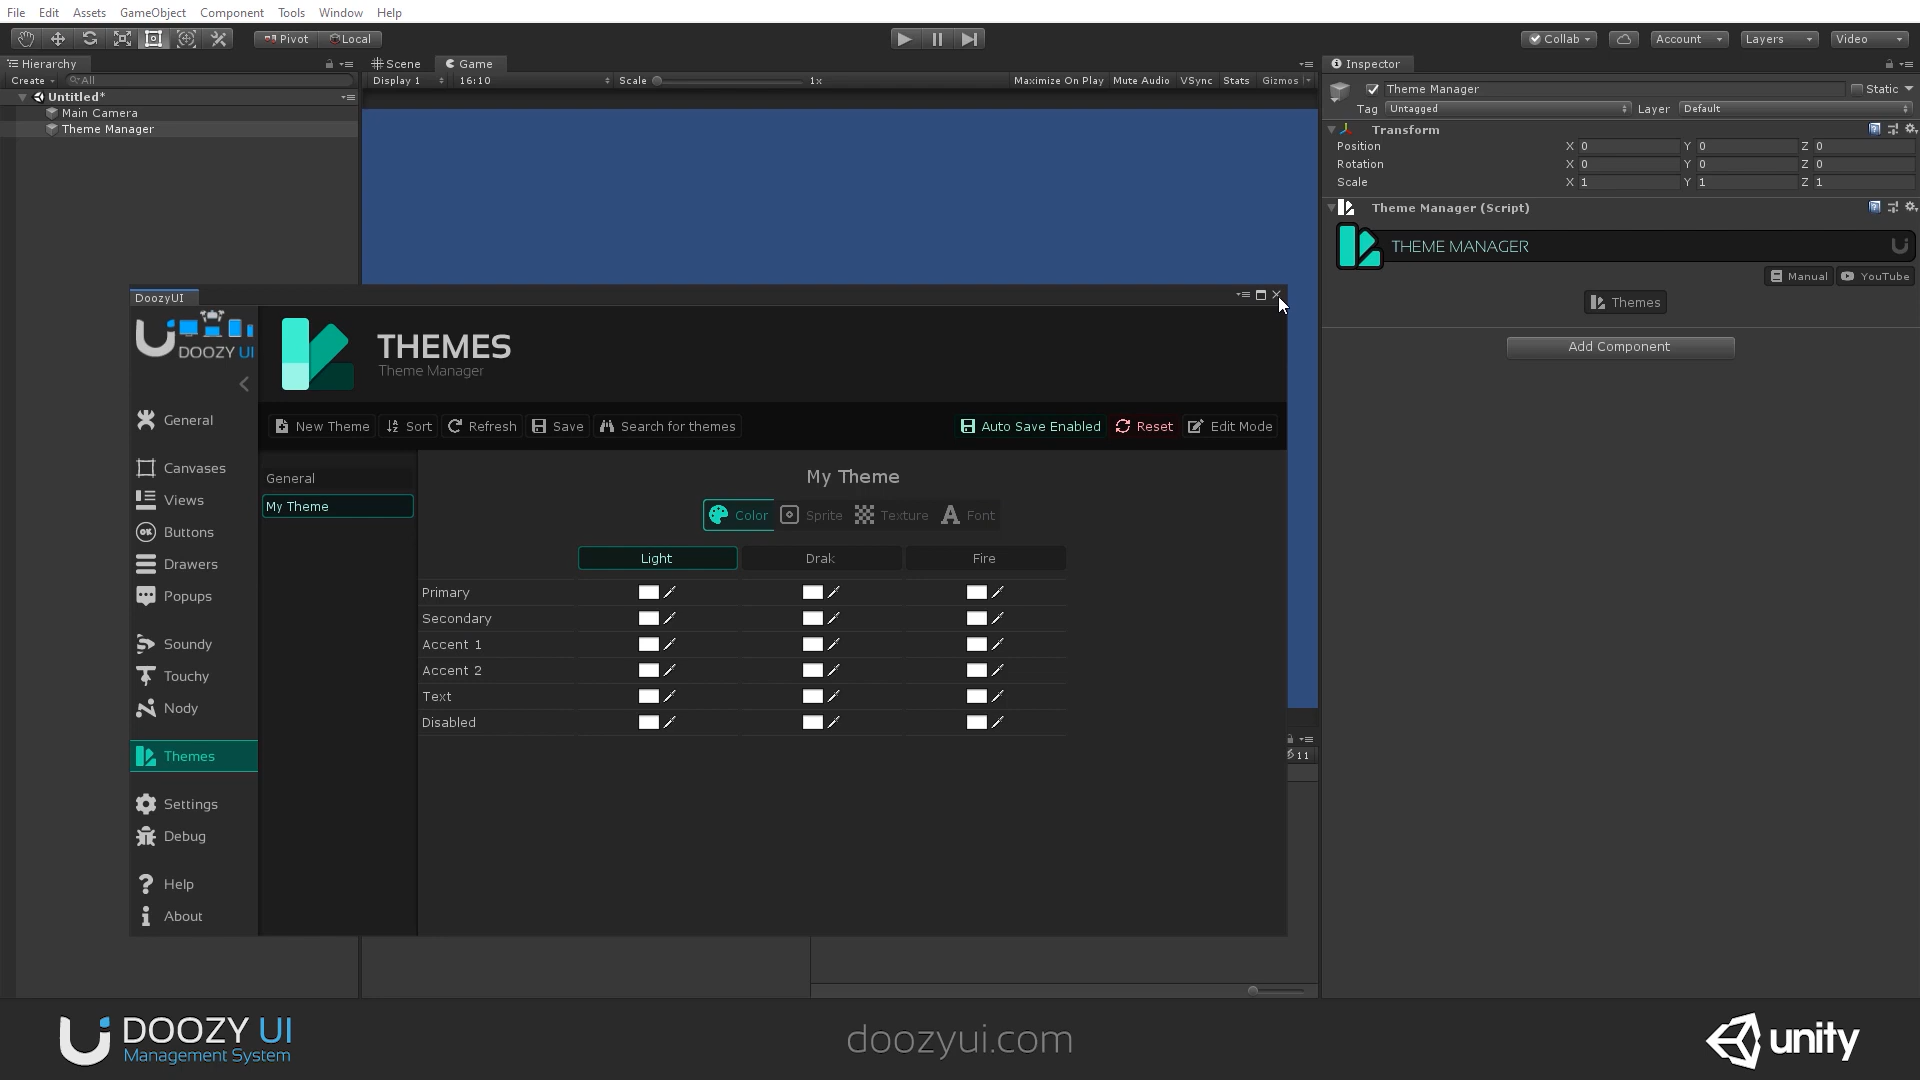 File Edit Assets GameObject Component Tools Window Help
Pivot Local Collab Account Layers Video
Hierarchy Scene Game Inspector
Create All Display 1 16:10 Scale 1x Maximize On Play Mute Audio VSync Stats Gizmos
Untitled*
Main Camera
Theme Manager
Theme Manager Static
Tag Untagged Layer Default
Transform
Position X 0 Y 0 Z 0
Rotation X 0 Y 0 Z 0
Scale X 1 Y 1 Z 1
Theme Manager (Script)
THEME MANAGER
Manual YouTube
Themes
Add Component
DoozyUI
DOOZY UI
THEMES
Theme Manager
New Theme Sort Refresh Save Search for themes Auto Save Enabled Reset Edit Mode
General
Canvases
Views
OK Buttons
Drawers
Popups
Soundy
Touchy
Nody
Themes
Settings
Debug
Help
About
General
My Theme
My Theme
Color Sprite Texture Font
Light Drak Fire
Primary
Secondary
Accent 1
Accent 2
Text
Disabled
11
DOOZY UI
Management System
doozyui.com
unity